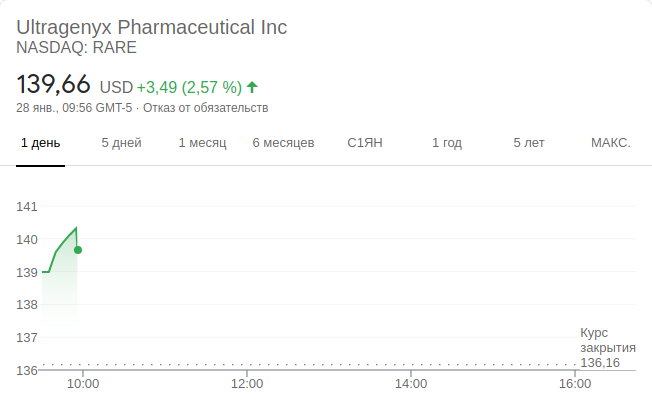 Ultragenyx Pharmaceutical Inc
NASDAQ: RARE
139,66 USD +3,49 (2,57 %)
28 янв., 09:56 GMT-5 · Отказ от обязательств
1 день 5 дней 1 месяц 6 месяцев С1ЯН 1 год 5 лет МАКС.
141
140
139
138
137
136
Курс
закрытия
136,16
10:00 12:00 14:00 16:00